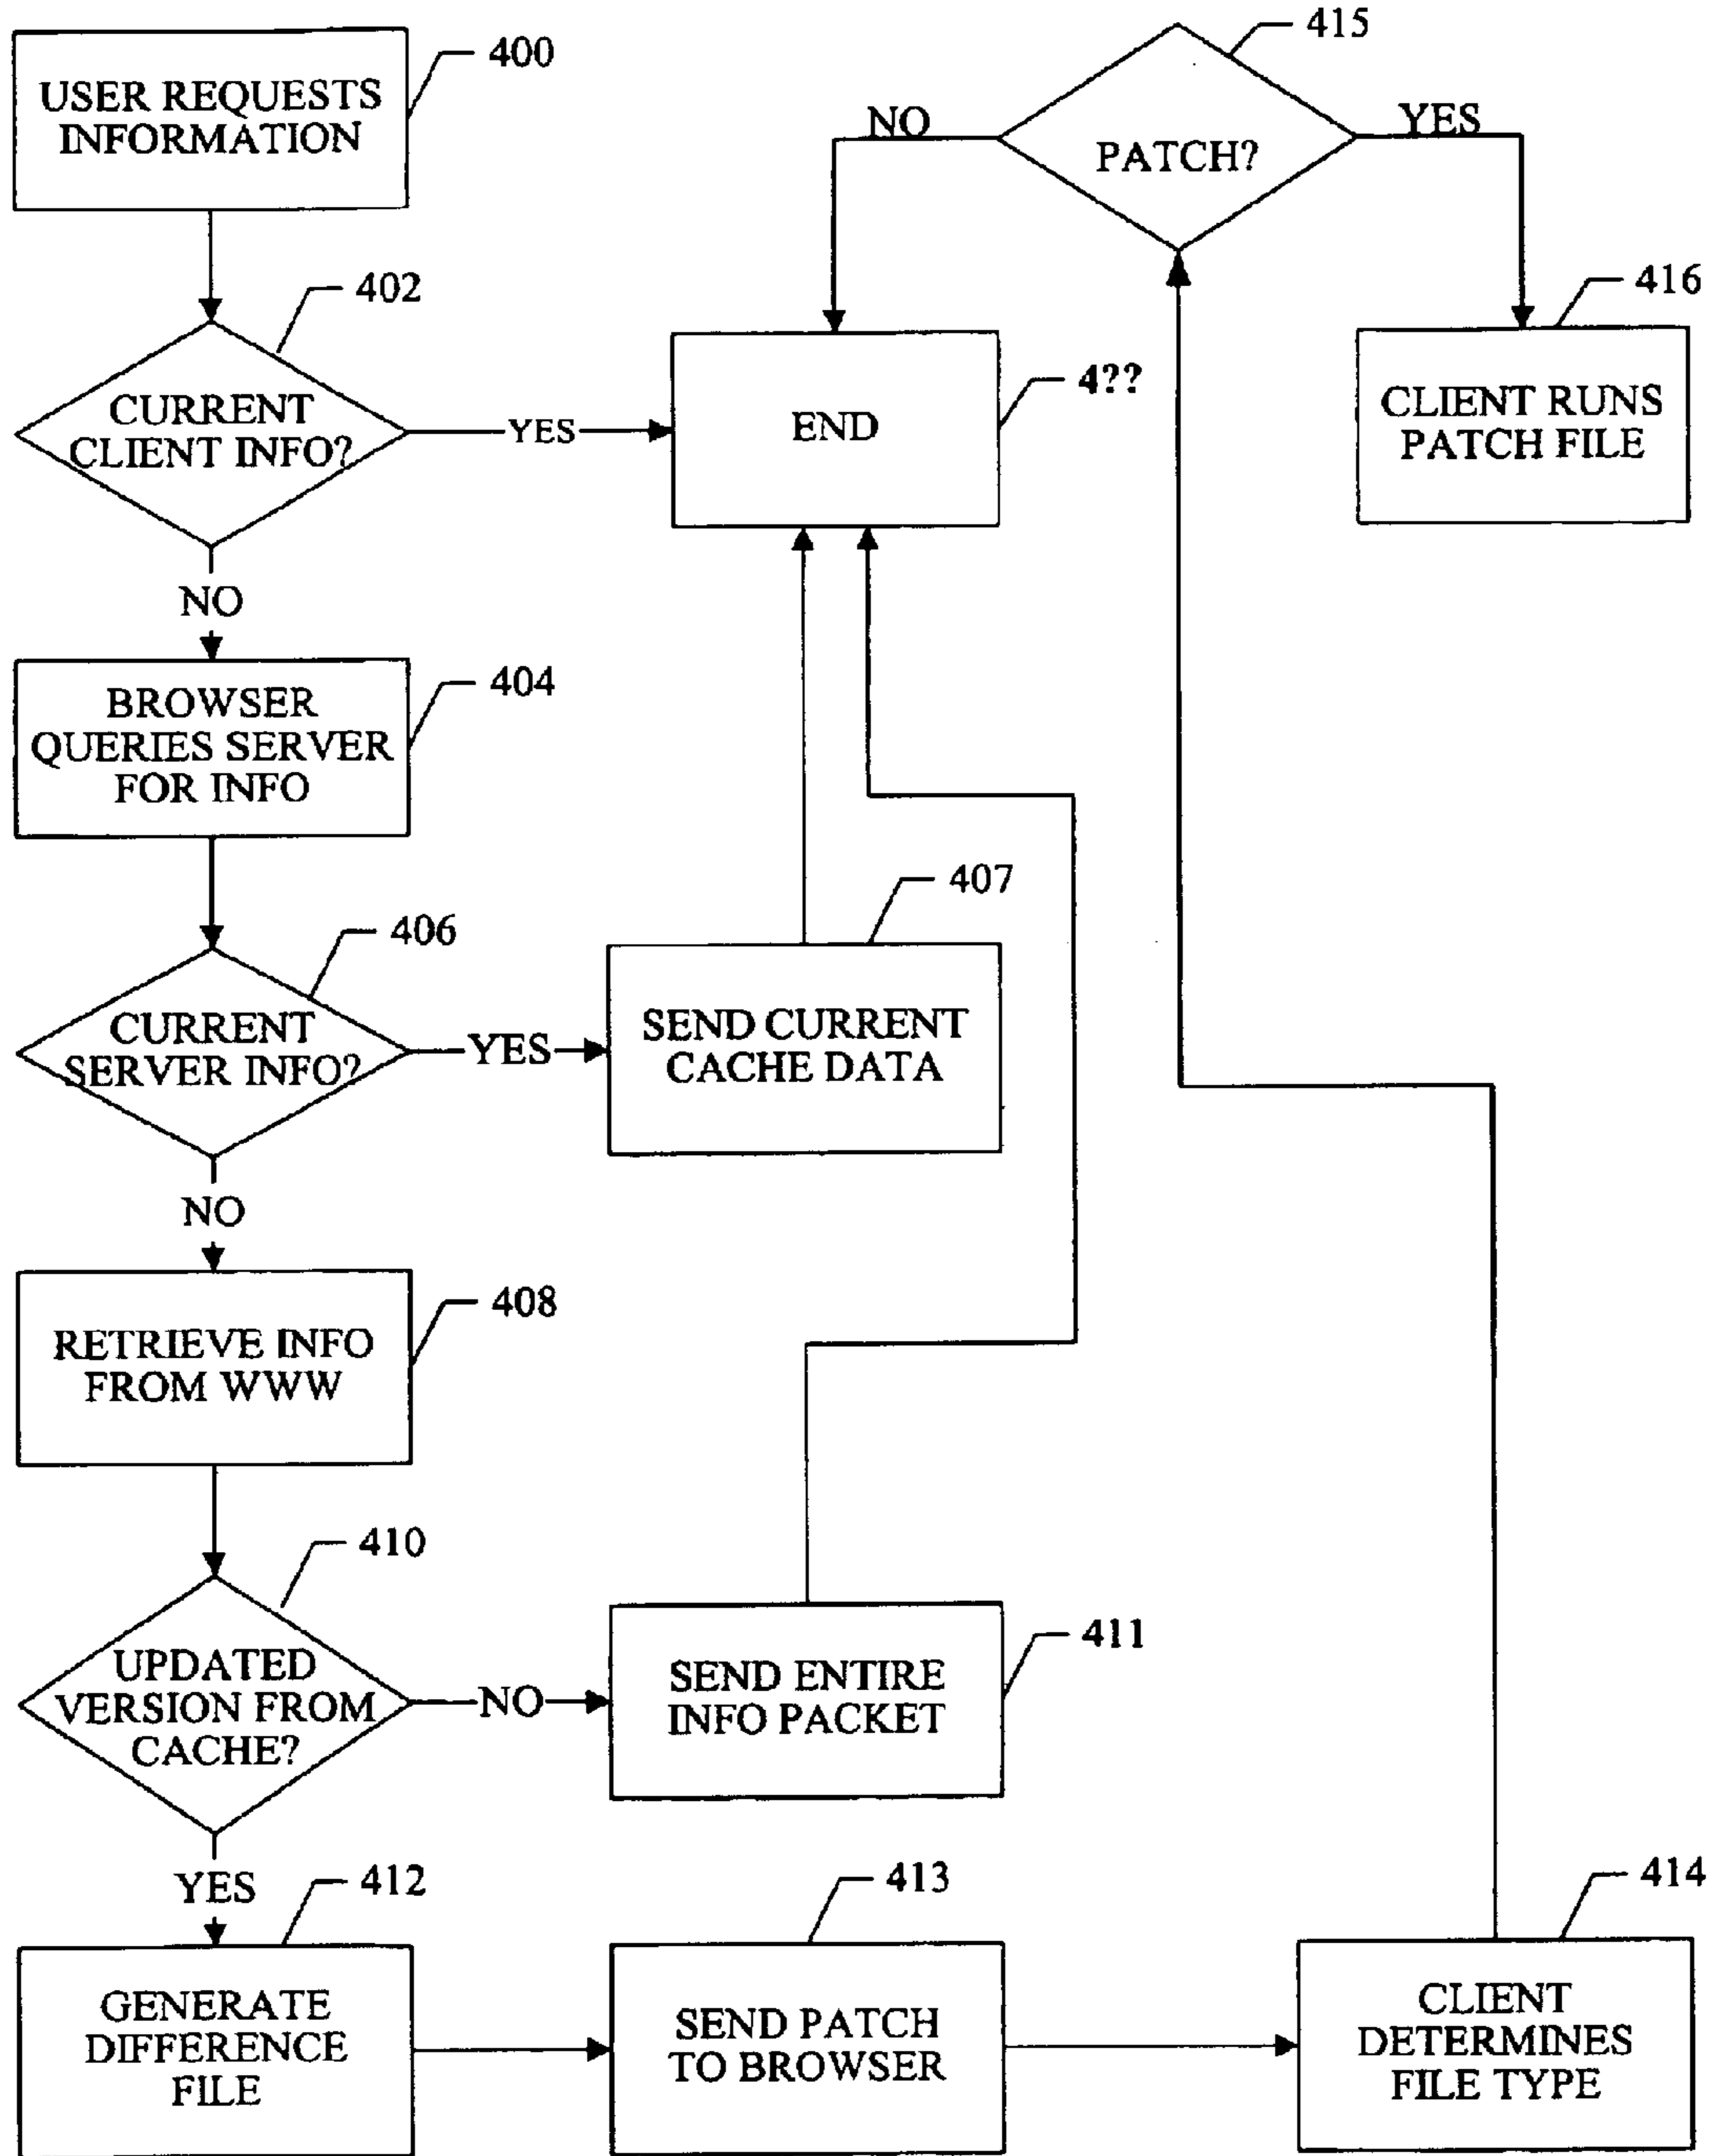 400
USER REQUESTS
INFORMATION
415
NO
PATCH?
YES
402
CURRENT
CLIENT INFO?
YES
4??
END
416
CLIENT RUNS
PATCH FILE
NO
404
BROWSER
QUERIES SERVER
FOR INFO
406
CURRENT
SERVER INFO?
YES
407
SEND CURRENT
CACHE DATA
NO
408
RETRIEVE INFO
FROM WWW
410
UPDATED
VERSION FROM
CACHE?
NO
411
SEND ENTIRE
INFO PACKET
YES
412
GENERATE
DIFFERENCE
FILE
413
SEND PATCH
TO BROWSER
414
CLIENT
DETERMINES
FILE TYPE